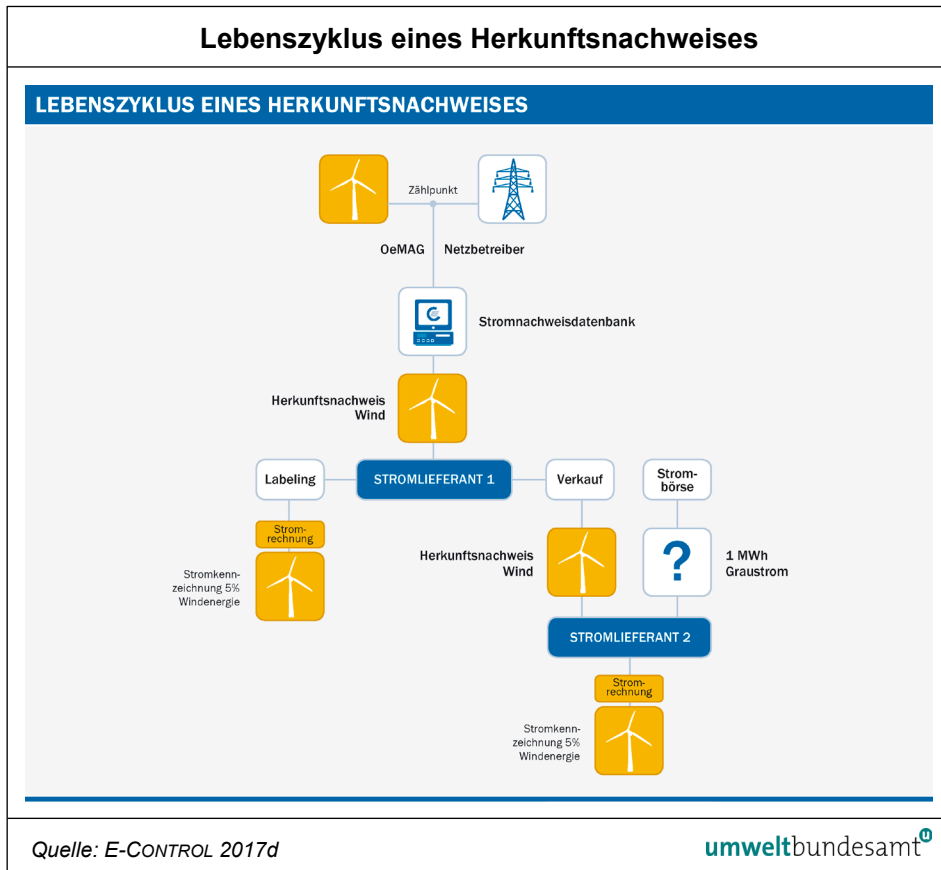 Lebenszyklus eines Herkunftsnachweises
LEBENSZYKLUS EINES HERKUNFTSNACHWEISES
Zählpunkt
OeMAG
Netzbetreiber
Stromnachweisdatenbank
Herkunftsnachweis
Wind
Labeling
STROMLIEFERANT 1
Verkauf
Strom-
börse
Strom-
rechnung
Stromkenn-
zeichnung 5%
Windenergie
Herkunftsnachweis
Wind
?
1 MWh
Graustrom
STROMLIEFERANT 2
Strom-
rechnung
Stromkenn-
zeichnung 5%
Windenergie
Quelle: E-CONTROL 2017d
umweltbundesamt u